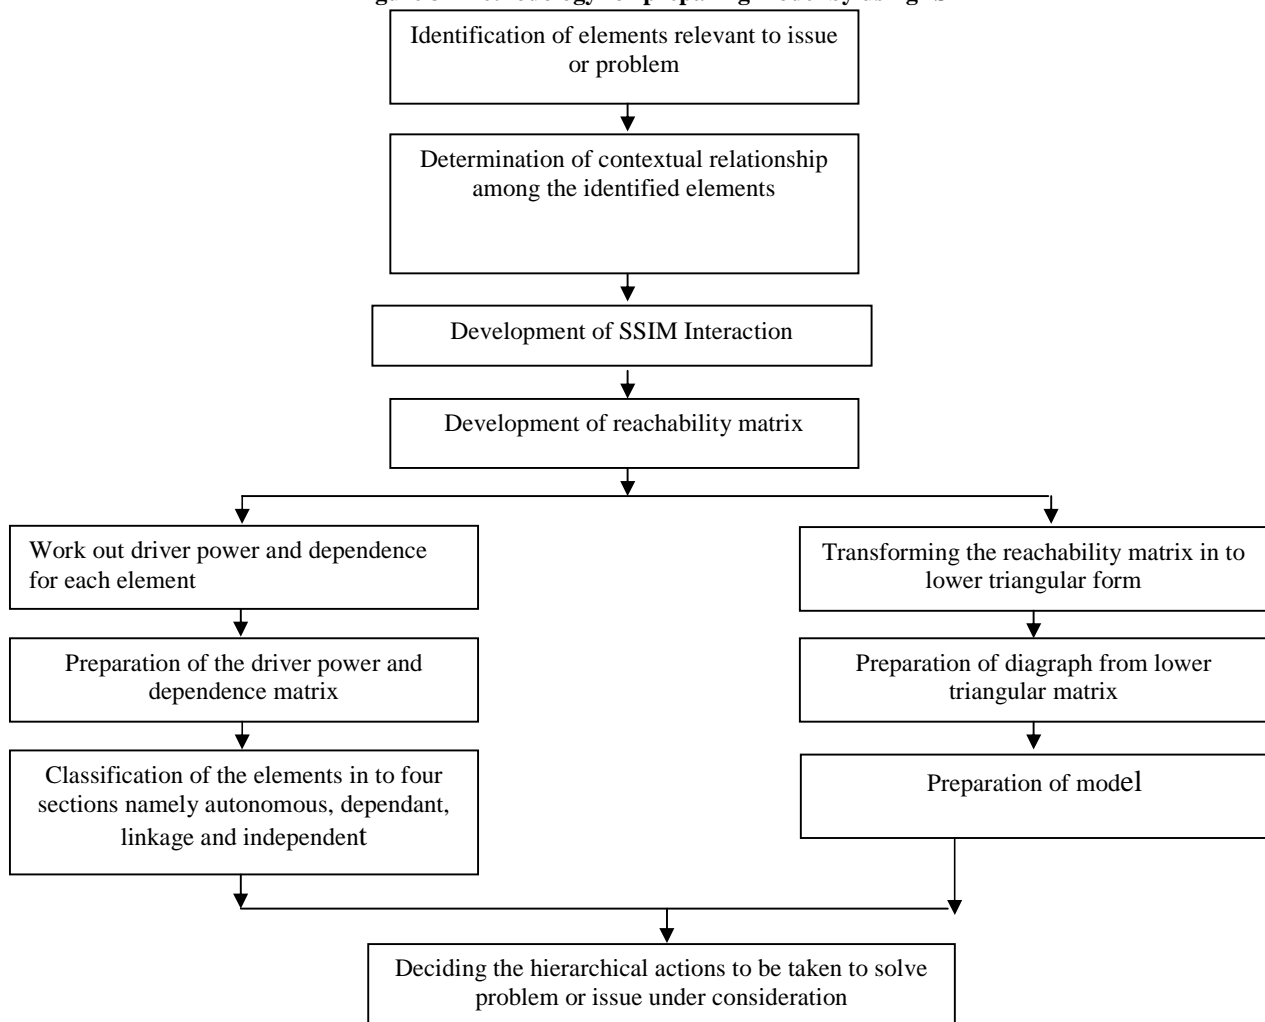 Identification of elements relevant to issue
or problem
Determination of contextual relationship
among the identified elements
Development of SSIM Interaction
Development of reachability matrix
Work out driver power and dependence
for each element
Preparation of the driver power and
dependence matrix
Classification of the elements in to four
sections namely autonomous, dependant,
linkage and independent
Transforming the reachability matrix in to
lower triangular form
Preparation of diagraph from lower
triangular matrix
Preparation of model
Deciding the hierarchical actions to be taken to solve
problem or issue under consideration